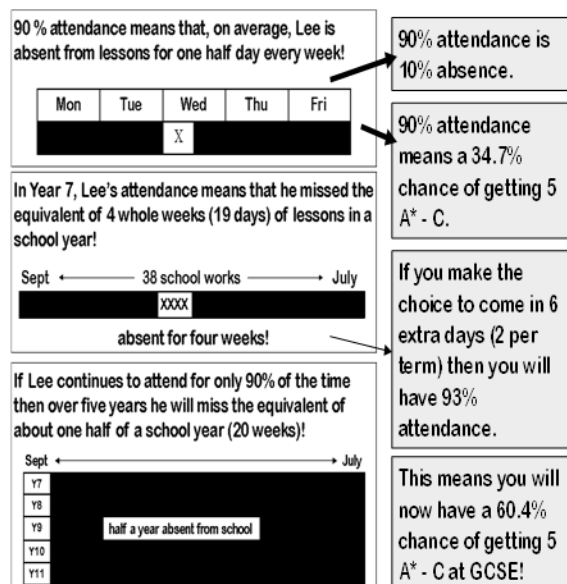 90 % attendance means that, on average, Lee is
absent from lessons for one half day every week!
Mon Tue Wed Thu Fri
X
In Year 7, Lee's attendance means that he missed the
equivalent of 4 whole weeks (19 days) of lessons in a
school year!
Sept 38 school works July
XXXX
absent for four weeks!
If Lee continues to attend for only 90% of the time
then over five years he will miss the equivalent of
about one half of a school year (20 weeks)!
Sept July
Y7
Y8
Y9
half a year absent from school
Y10
Y11
90% attendance is
10% absence.
90% attendance
means a 34.7%
chance of getting 5
A* - C.
If you make the
choice to come in 6
extra days (2 per
term) then you will
have 93%
attendance.
This means you will
now have a 60.4%
chance of getting 5
A* - C at GCSE!